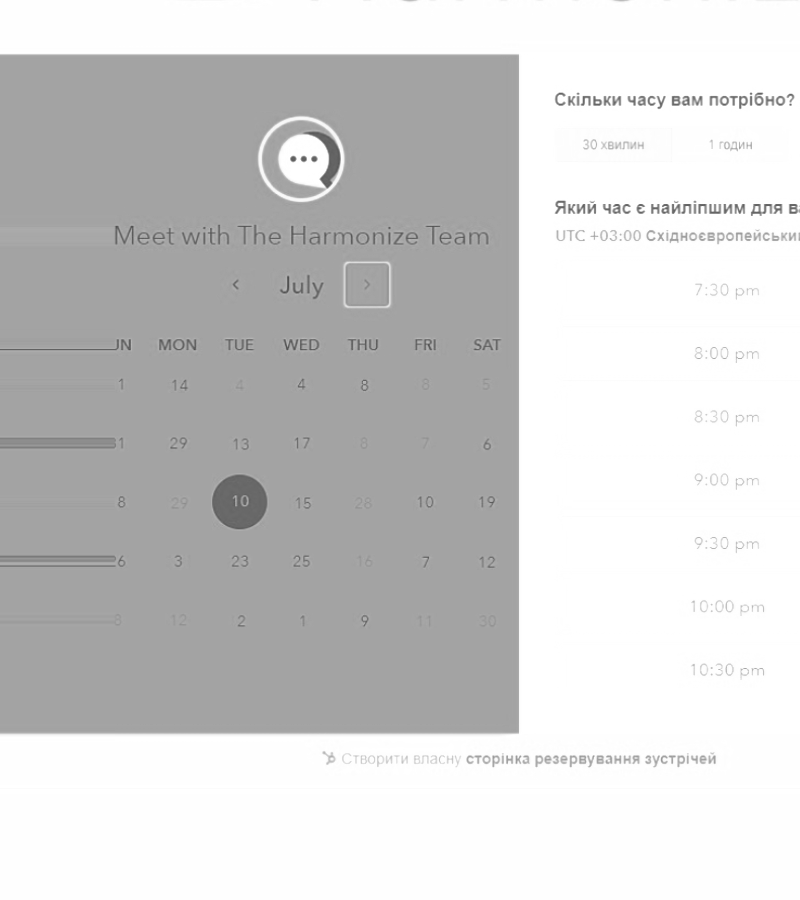 Meet with The Harmonize Team
July
UN MON TUE WED THU FRI SAT
1 14 4 4 8 8 5
31 29 13 17 8 7 6
8 29 10 15 28 10 19
6 3 23 25 16 7 12
8 12 2 1 9 11 30
Скільки часу вам потрібно?
30 хвилин 1 годин
Який час є найліпшим для ва
UTC +03:00 Східноєвропейськи
7:30 pm
8:00 pm
8:30 pm
9:00 pm
9:30 pm
10:00 pm
10:30 pm
Створити власну сторінка резервування зустрічей